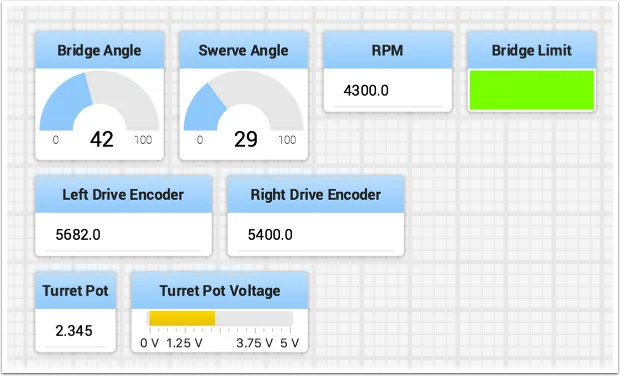 Bridge Angle
Swerve Angle
RPM
Bridge Limit
0 42 100
0 29 100
4300.0
Left Drive Encoder
Right Drive Encoder
5682.0
5400.0
Turret Pot
Turret Pot Voltage
2.345
0 V 1.25 V 3.75 V 5 V